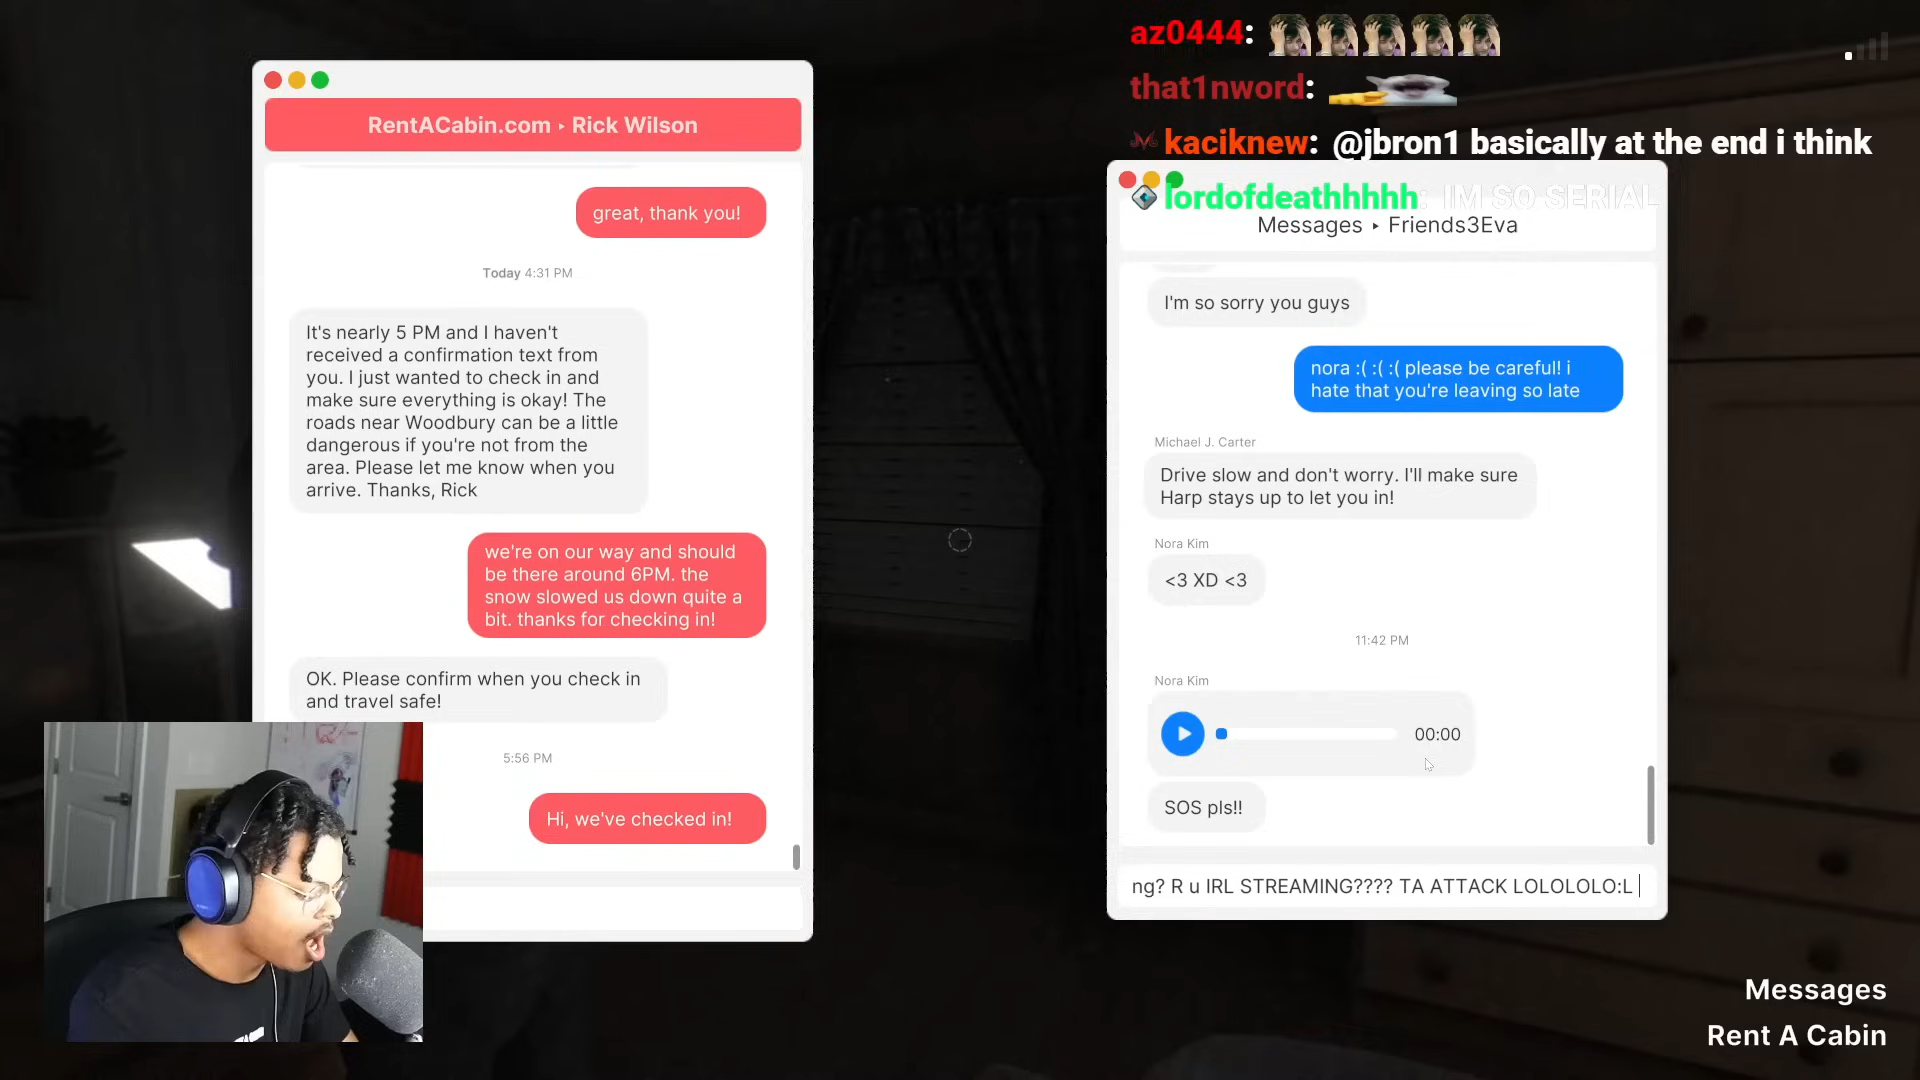 az0444:
that1nword:
kaciknew: @jbron1 basically at the end i think
lordofdeathhhhh: IM SO SERIAL
RentACabin.com ‣ Rick Wilson
great, thank you!
Today 4:31 PM
It's nearly 5 PM and I haven't
received a confirmation text from
you. I just wanted to check in and
make sure everything is okay! The
roads near Woodbury can be a little
dangerous if you're not from the
area. Please let me know when you
arrive. Thanks, Rick
we're on our way and should
be there around 6PM. the
snow slowed us down quite a
bit. thanks for checking in!
OK. Please confirm when you check in
and travel safe!
5:56 PM
Hi, we've checked in!
Messages ‣ Friends3Eva
I'm so sorry you guys
nora :( :( :( please be careful! i
hate that you're leaving so late
Michael J. Carter
Drive slow and don't worry. I'll make sure
Harp stays up to let you in!
Nora Kim
<3 XD <3
11:42 PM
Nora Kim
00:00
SOS pls!!
ng? R u IRL STREAMING???? TA ATTACK LOLOLOLO:L
Messages
Rent A Cabin